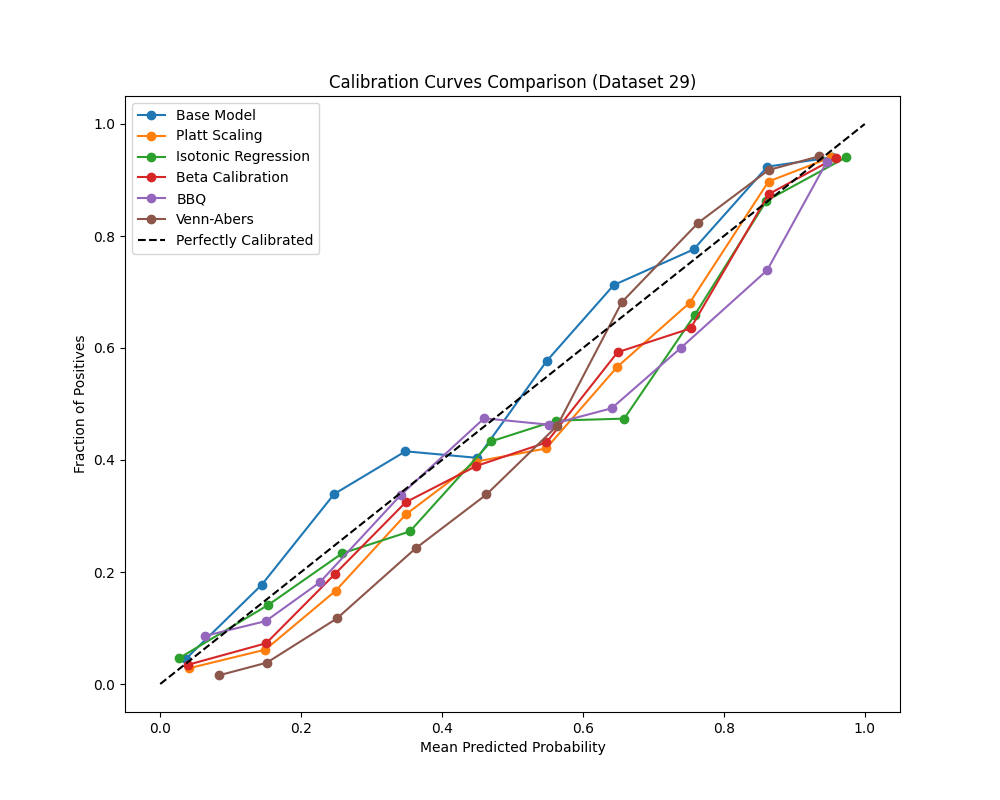 Calibration Curves Comparison (Dataset 29)
Base Model
Platt Scaling
Isotonic Regression
Beta Calibration
BBQ
Venn-Abers
Perfectly Calibrated
Fraction of Positives
1.0
0.8
0.6
0.4
0.2
0.0
0.0 0.2 0.4 0.6 0.8 1.0
Mean Predicted Probability